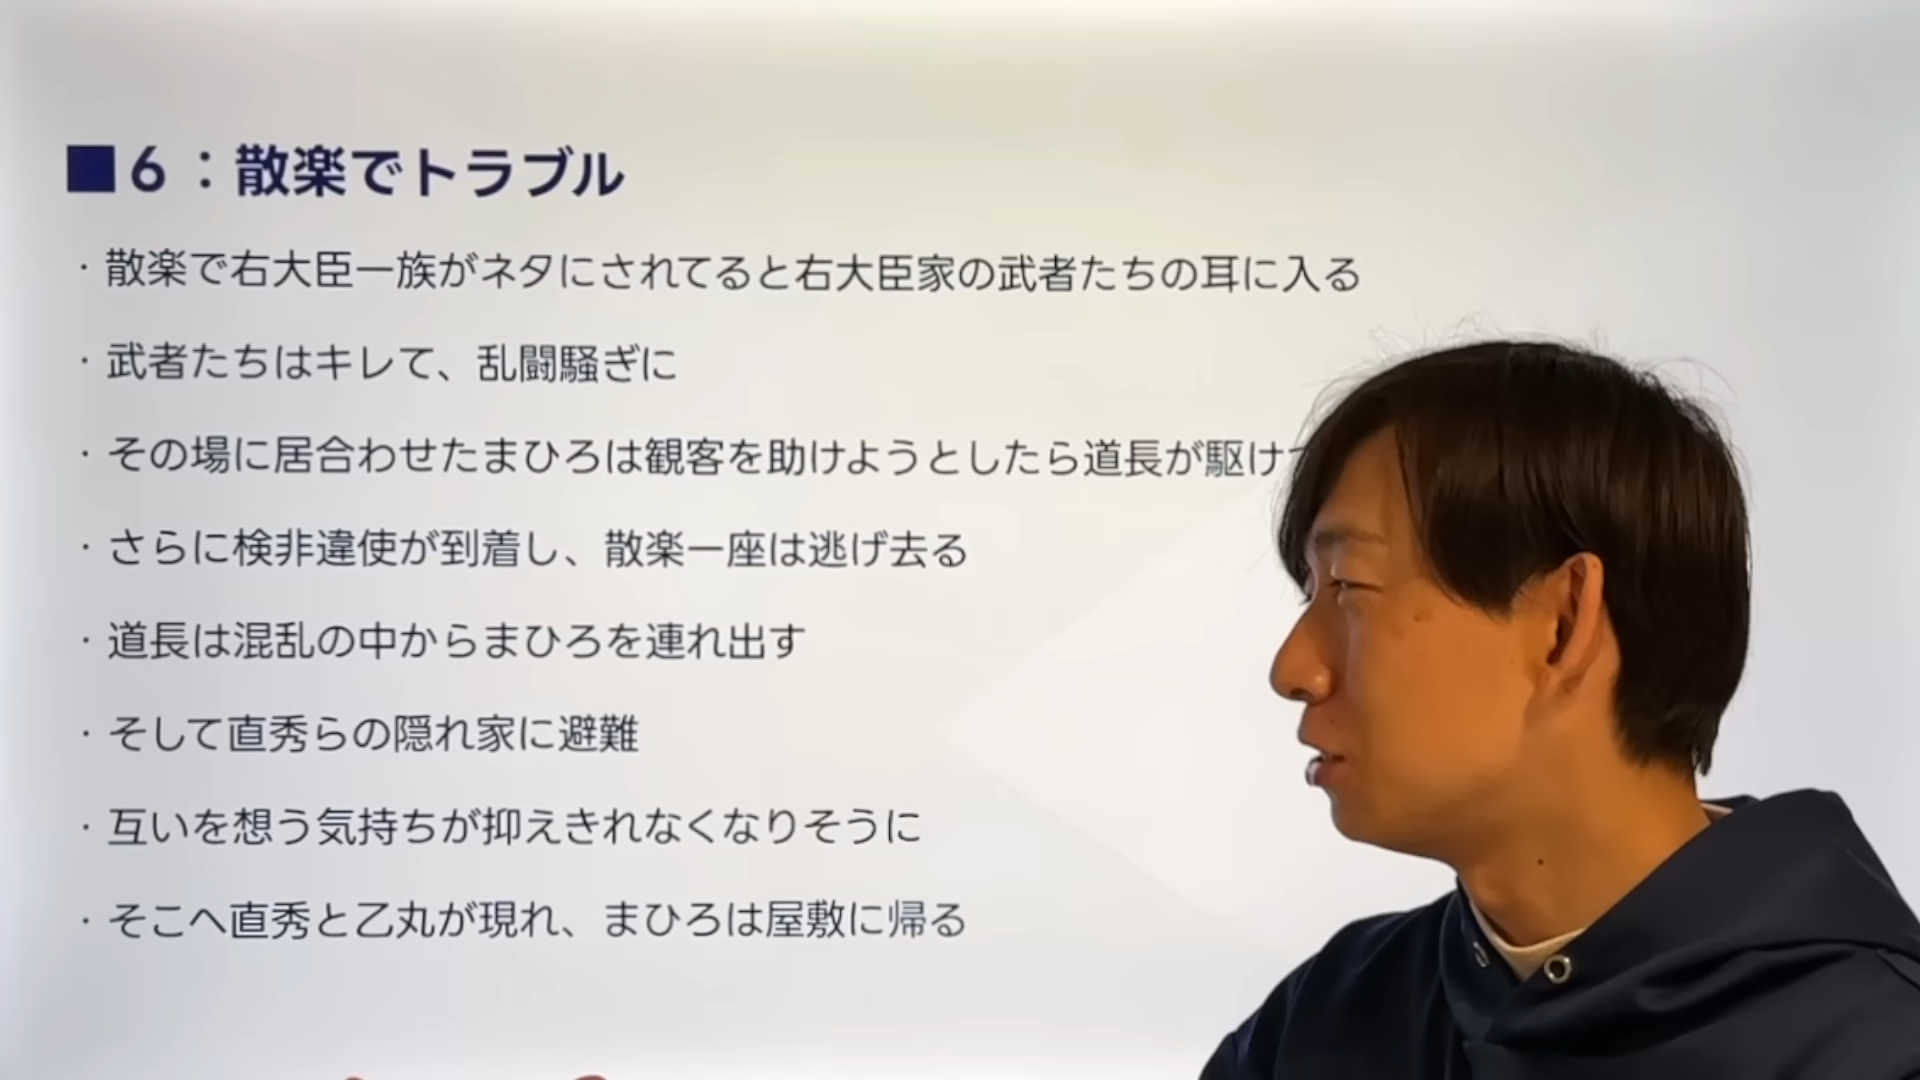 ■6：散楽でトラブル
・散楽で右大臣一族がネタにされてると右大臣家の武者たちの耳に入る
・武者たちはキレて、乱闘騒ぎに
・その場に居合わせたまひろは観客を助けようとしたら道長が駆け
・さらに検非違使が到着し、散楽一座は逃げ去る
・道長は混乱の中からまひろを連れ出す
・そして直秀らの隠れ家に避難
・互いを想う気持ちが抑えきれなくなりそうに
・そこへ直秀と乙丸が現れ、まひろは屋敷に帰る